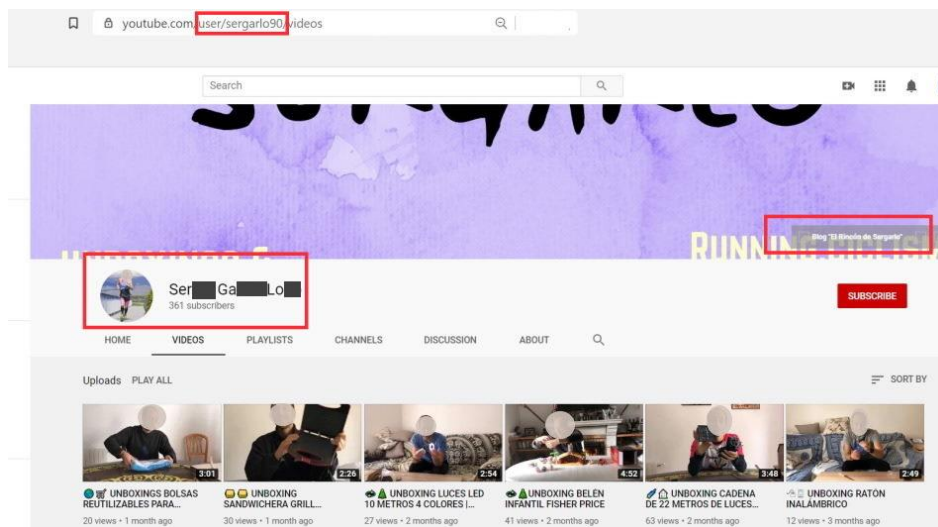 youtube.com/user/sergarlo90/videos
Search
RUNNING
Blog "El Rincón de Sergarlo"
Ser Ga Lo
361 subscribers
SUBSCRIBE
HOME VIDEOS PLAYLISTS CHANNELS DISCUSSION ABOUT
Uploads PLAY ALL SORT BY
3:01 2:26 2:54 4:52 3:48 2:49
UNBOXINGS BOLSAS REUTILIZABLES PARA...
20 views • 1 month ago
UNBOXING SANDWICHERA GRILL...
30 views • 1 month ago
UNBOXING LUCES LED 10 METROS 4 COLORES |...
27 views • 2 months ago
UNBOXING BELÉN INFANTIL FISHER PRICE
41 views • 2 months ago
UNBOXING CADENA DE 22 METROS DE LUCES...
63 views • 2 months ago
UNBOXING RATÓN INALÁMBRICO
12 views • 3 months ago